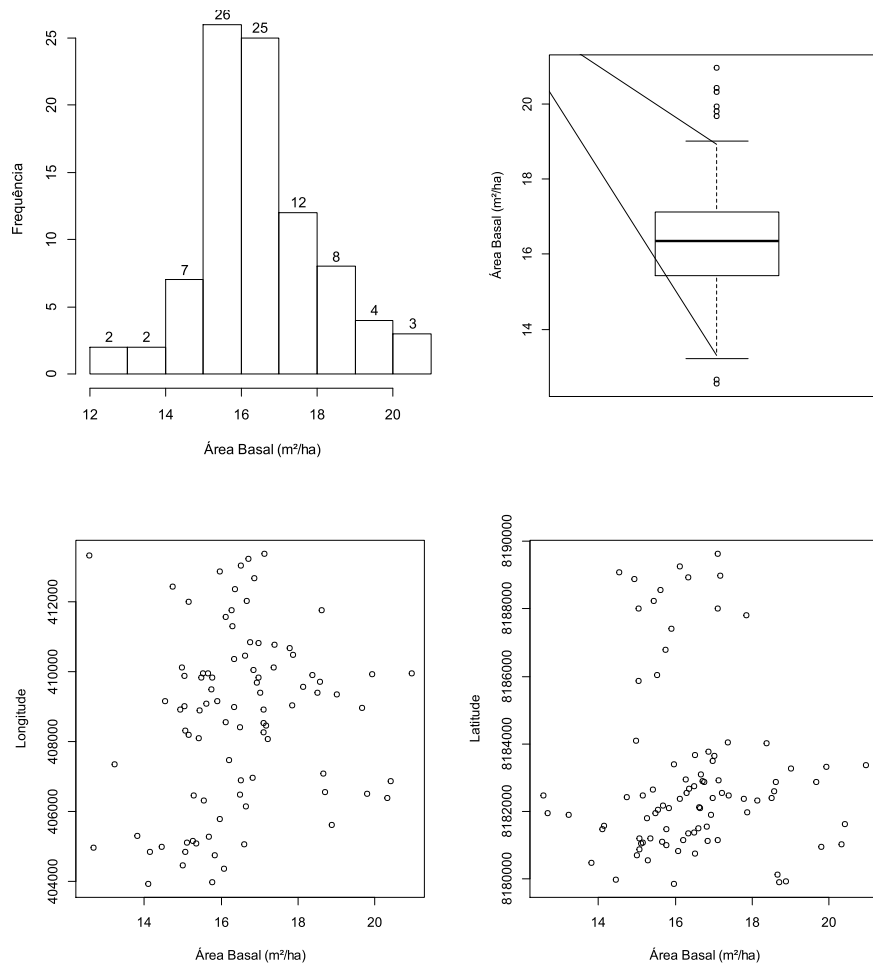 26
25
12
8
7
4
3
2
2
0 5 10 15 20 25
Frequência
12 14 16 18 20
Área Basal (m²/ha)
14 16 18 20
Área Basal (m²/ha)
404000 406000 408000 410000 412000
Longitude
14 16 18 20
Área Basal (m²/ha)
8180000 8182000 8184000 8186000 8188000 8190000
Latitude
14 16 18 20
Área Basal (m²/ha)